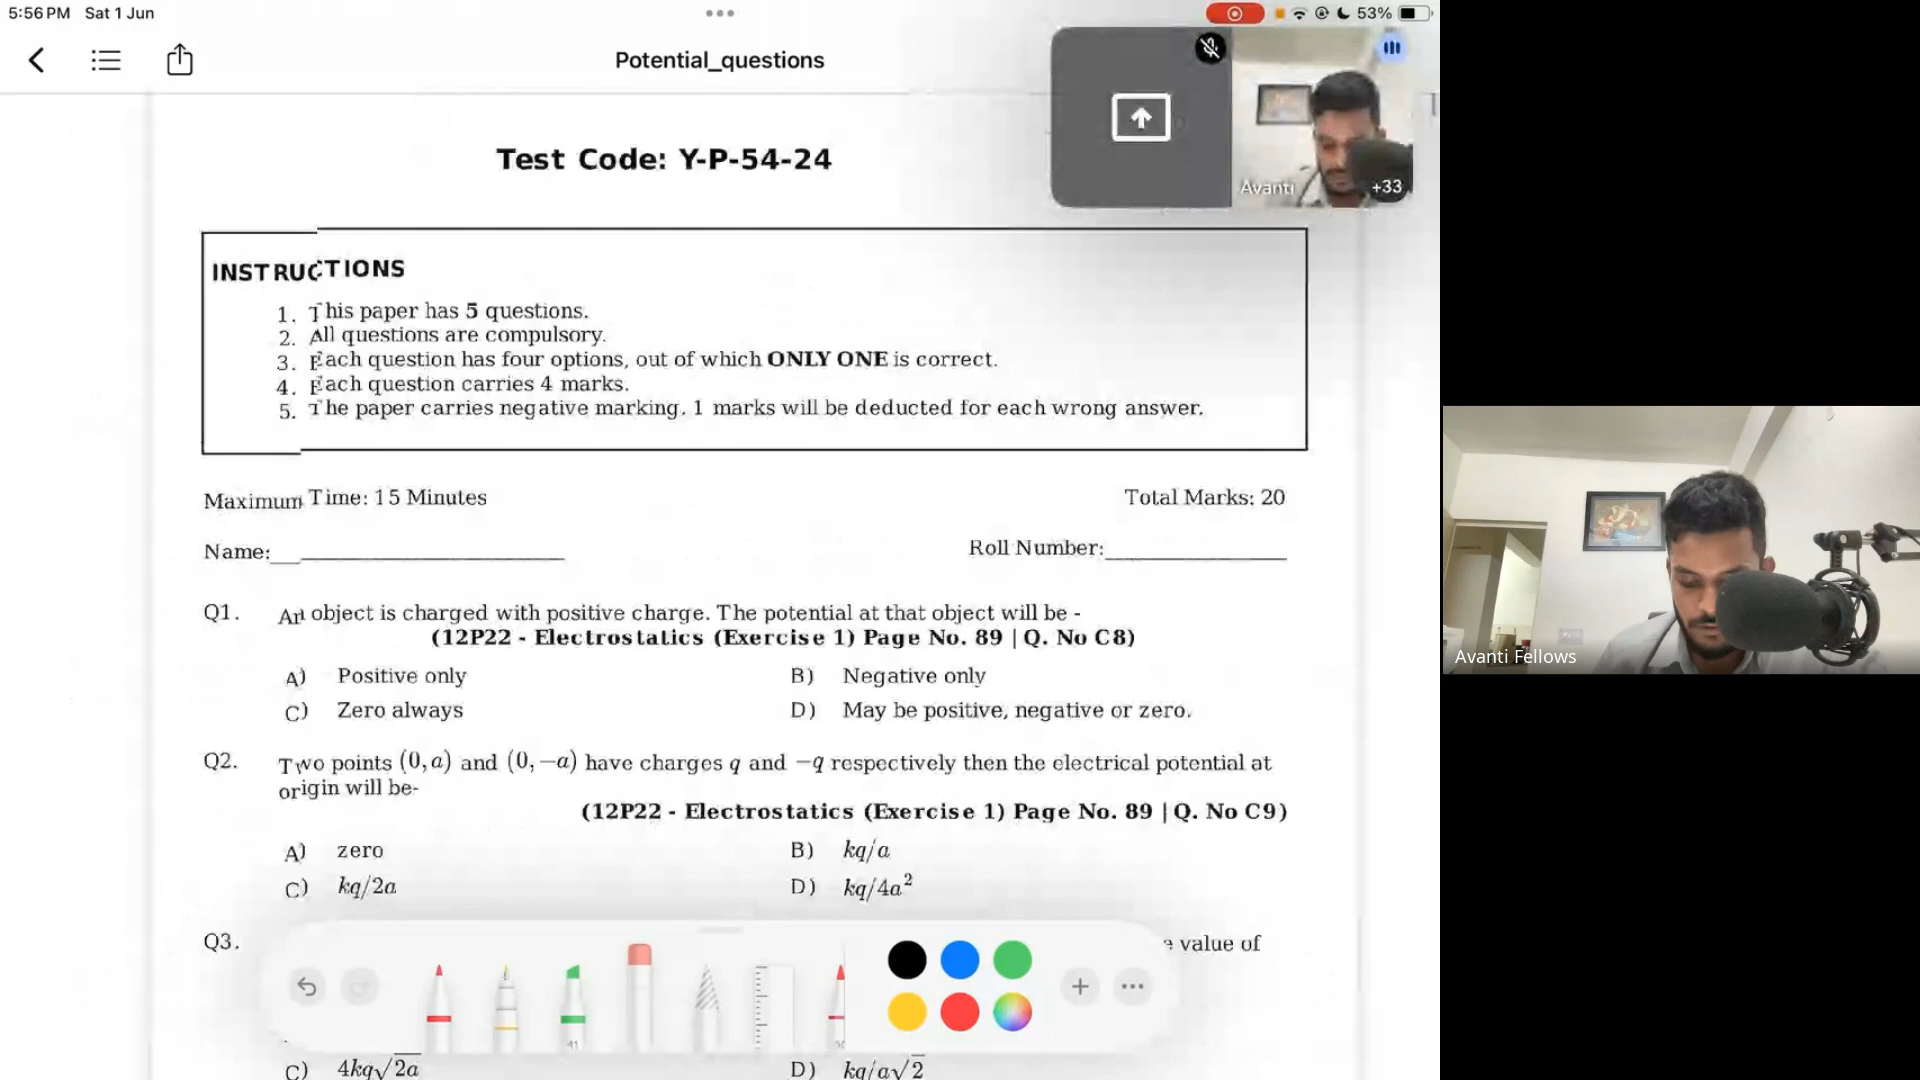 5:56 PM Sat 1 Jun
53%
Potential_questions
Avanti
+33
Test Code: Y-P-54-24
INSTRUCTIONS
1. This paper has 5 questions.
2. All questions are compulsory.
3. Each question has four options, out of which ONLY ONE is correct.
4. Each question carries 4 marks.
5. The paper carries negative marking. 1 marks will be deducted for each wrong answer.
Maximum Time: 15 Minutes Total Marks: 20
Name:______________ Roll Number:______________
Q1. An object is charged with positive charge. The potential at that object will be -
(12P22 - Electrostatics (Exercise 1) Page No. 89 | Q. No C8)
A) Positive only B) Negative only
C) Zero always D) May be positive, negative or zero.
Q2. Two points (0, a) and (0, −a) have charges q and −q respectively then the electrical potential at
origin will be-
(12P22 - Electrostatics (Exercise 1) Page No. 89 | Q. No C9)
A) zero B) kq/a
C) kq/2a D) kq/4a²
Q3. value of
C) 4kq√2a D) kq/a√2
Avanti Fellows